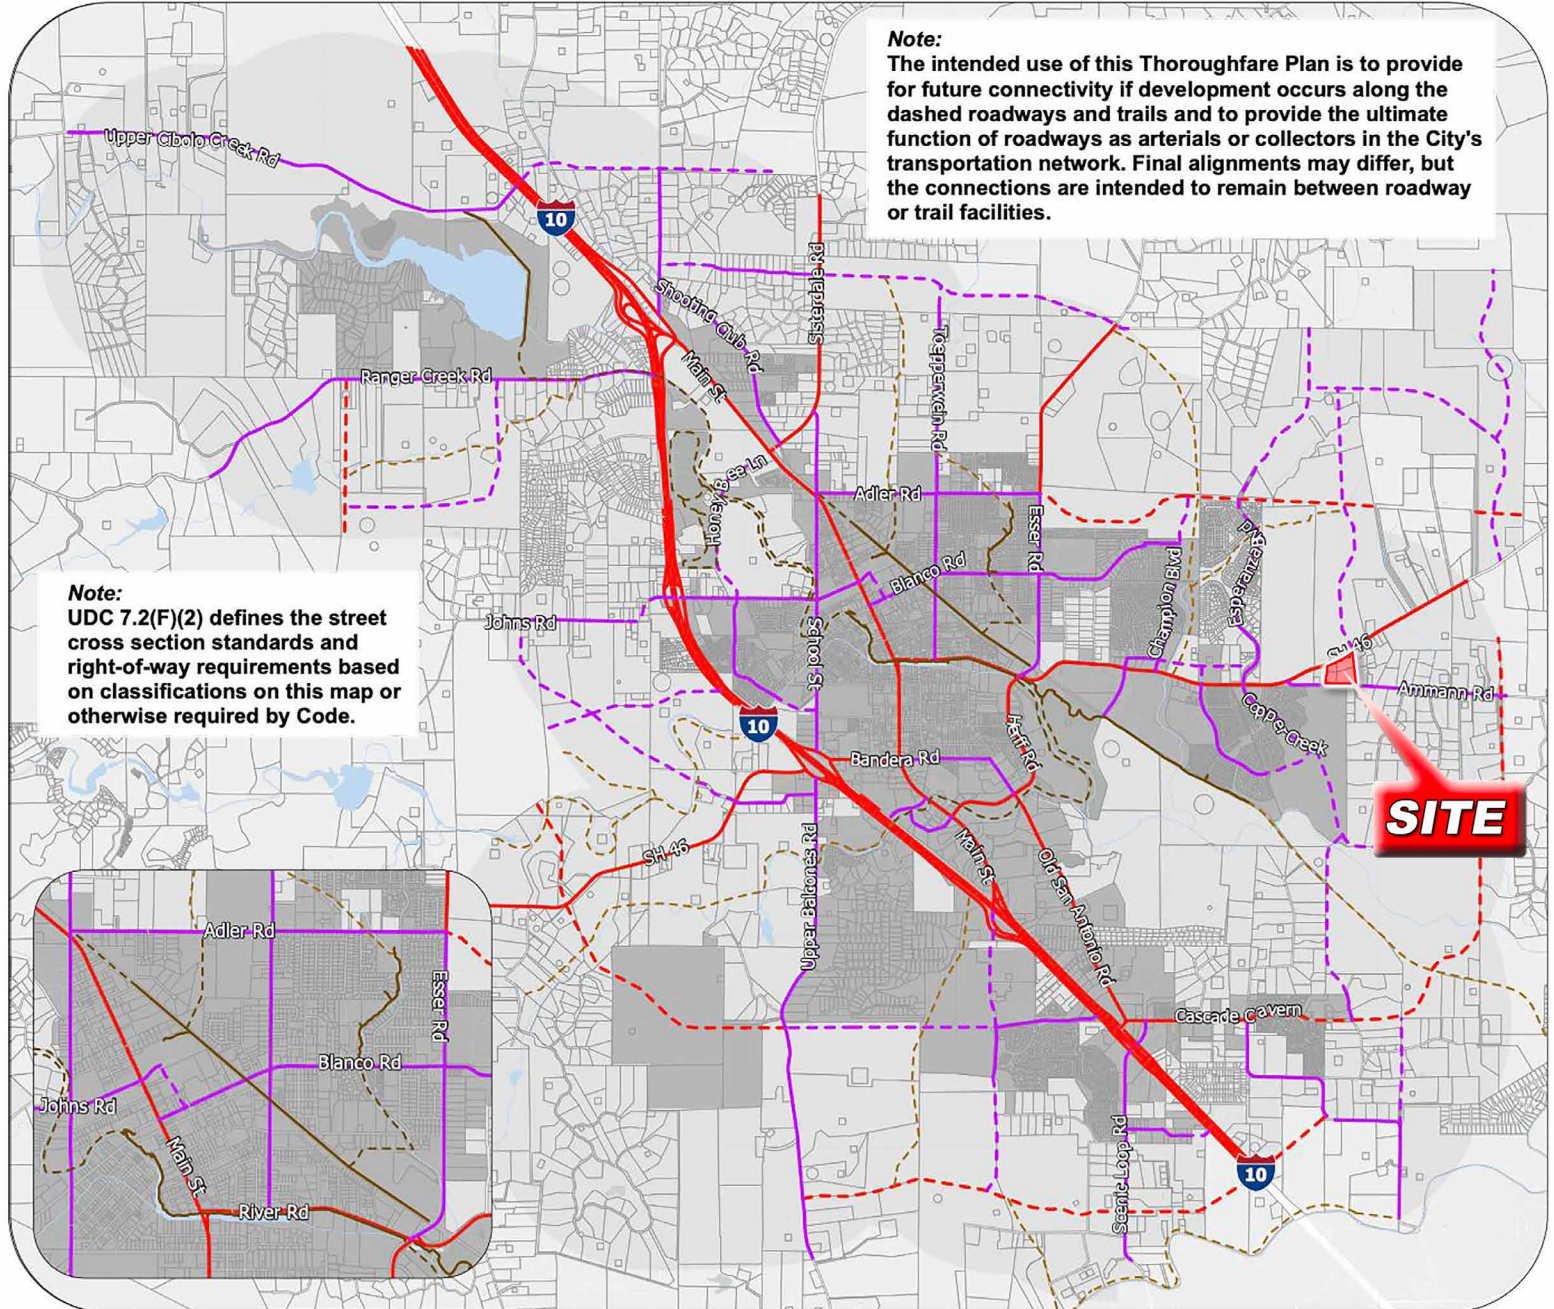 Note:
The intended use of this Thoroughfare Plan is to provide
for future connectivity if development occurs along the
dashed roadways and trails and to provide the ultimate
function of roadways as arterials or collectors in the City's
transportation network. Final alignments may differ, but
the connections are intended to remain between roadway
or trail facilities.
Upper Cibolo Creek Rd
10
Sisterdale Rd
Shooting Club Rd
Toepperwein Rd
Main St
Ranger Creek Rd
Honey Bee Ln
Adler Rd
Esser Rd
Esperanza Blvd
Blanco Rd
Champion Blvd
Note:
UDC 7.2(F)(2) defines the street
cross section standards and
right-of-way requirements based
on classifications on this map or
otherwise required by Code.
Johns Rd
School St
SH 46
Ammann Rd
Copper Creek
10
Herff Rd
Bandera Rd
SITE
SH 46
Main St
Old San Antonio Rd
Upper Balcones Rd
Cascade Cavern
Scenic Loop Rd
10
Adler Rd
Esser Rd
Blanco Rd
Johns Rd
Main St
River Rd